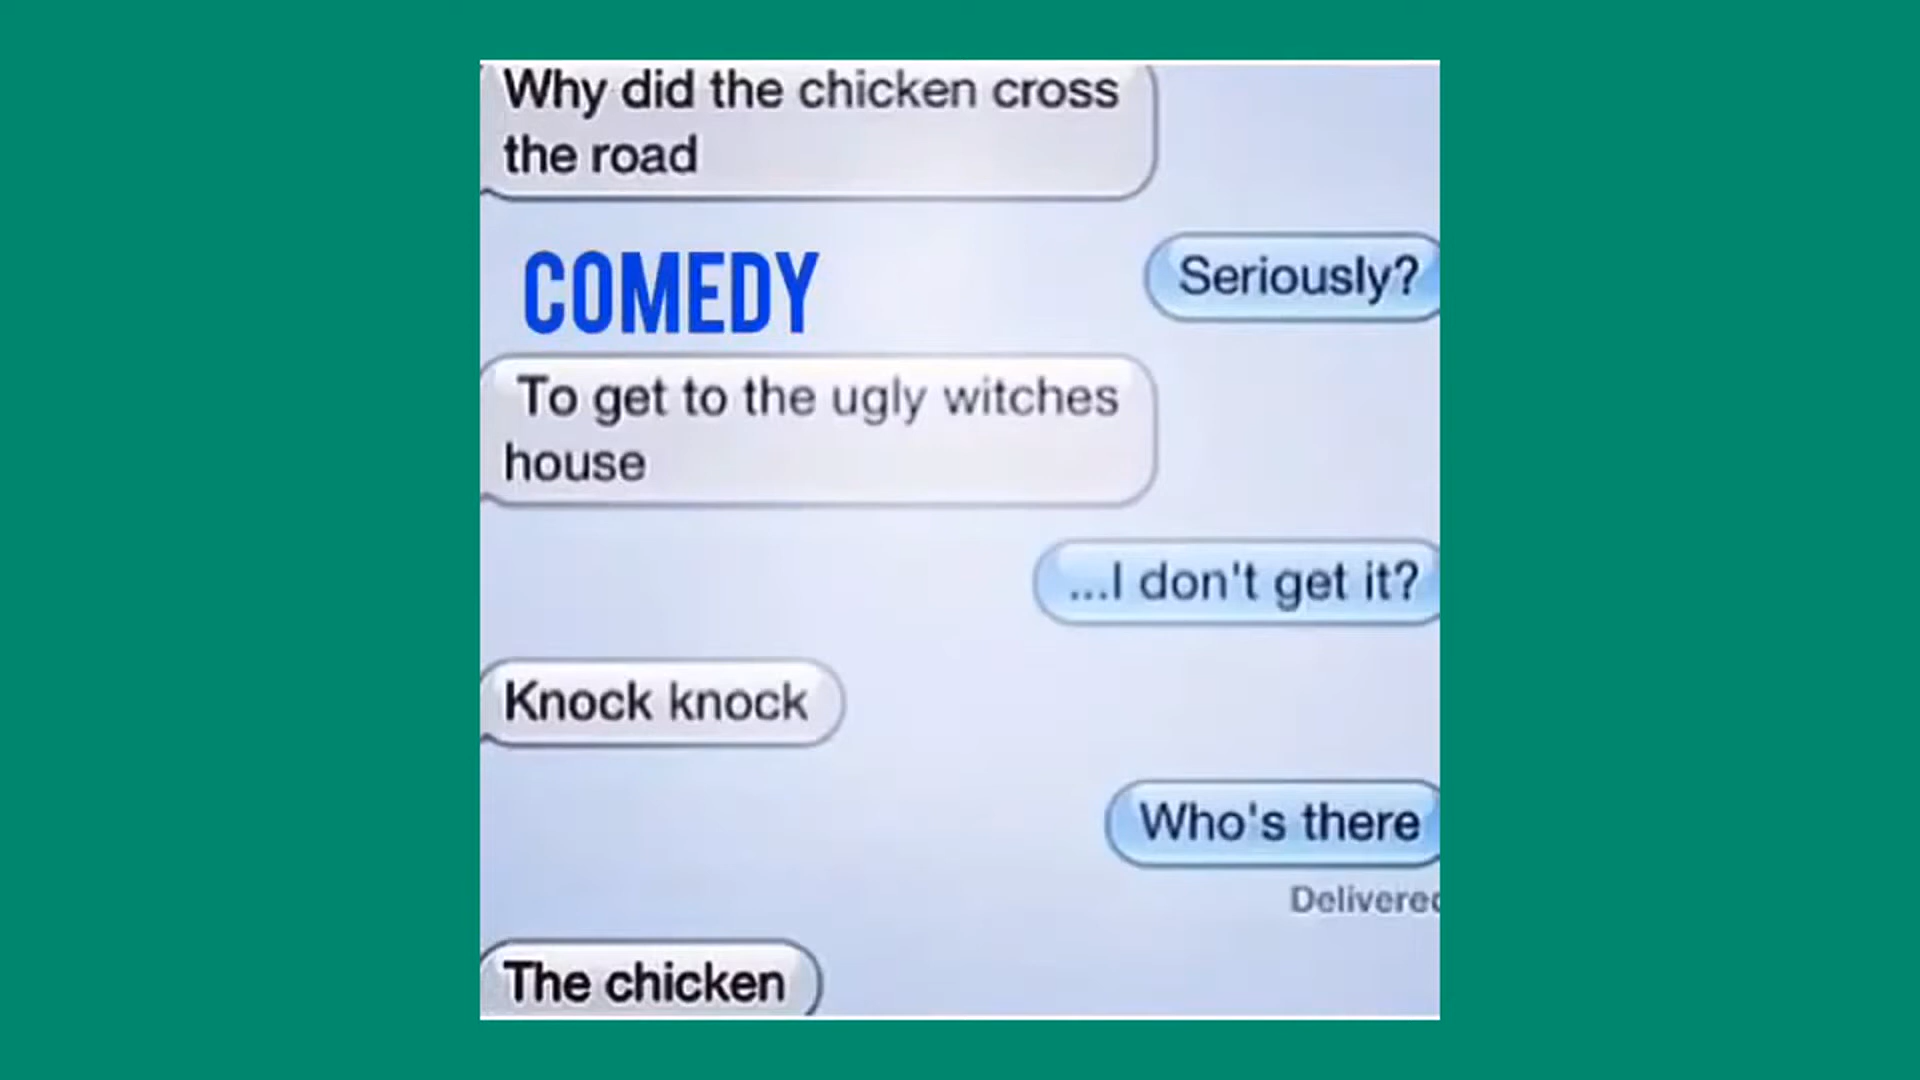 Why did the chicken cross
the road
Seriously?
COMEDY
To get to the ugly witches
house
...I don't get it?
Knock knock
Who's there
Delivered
The chicken